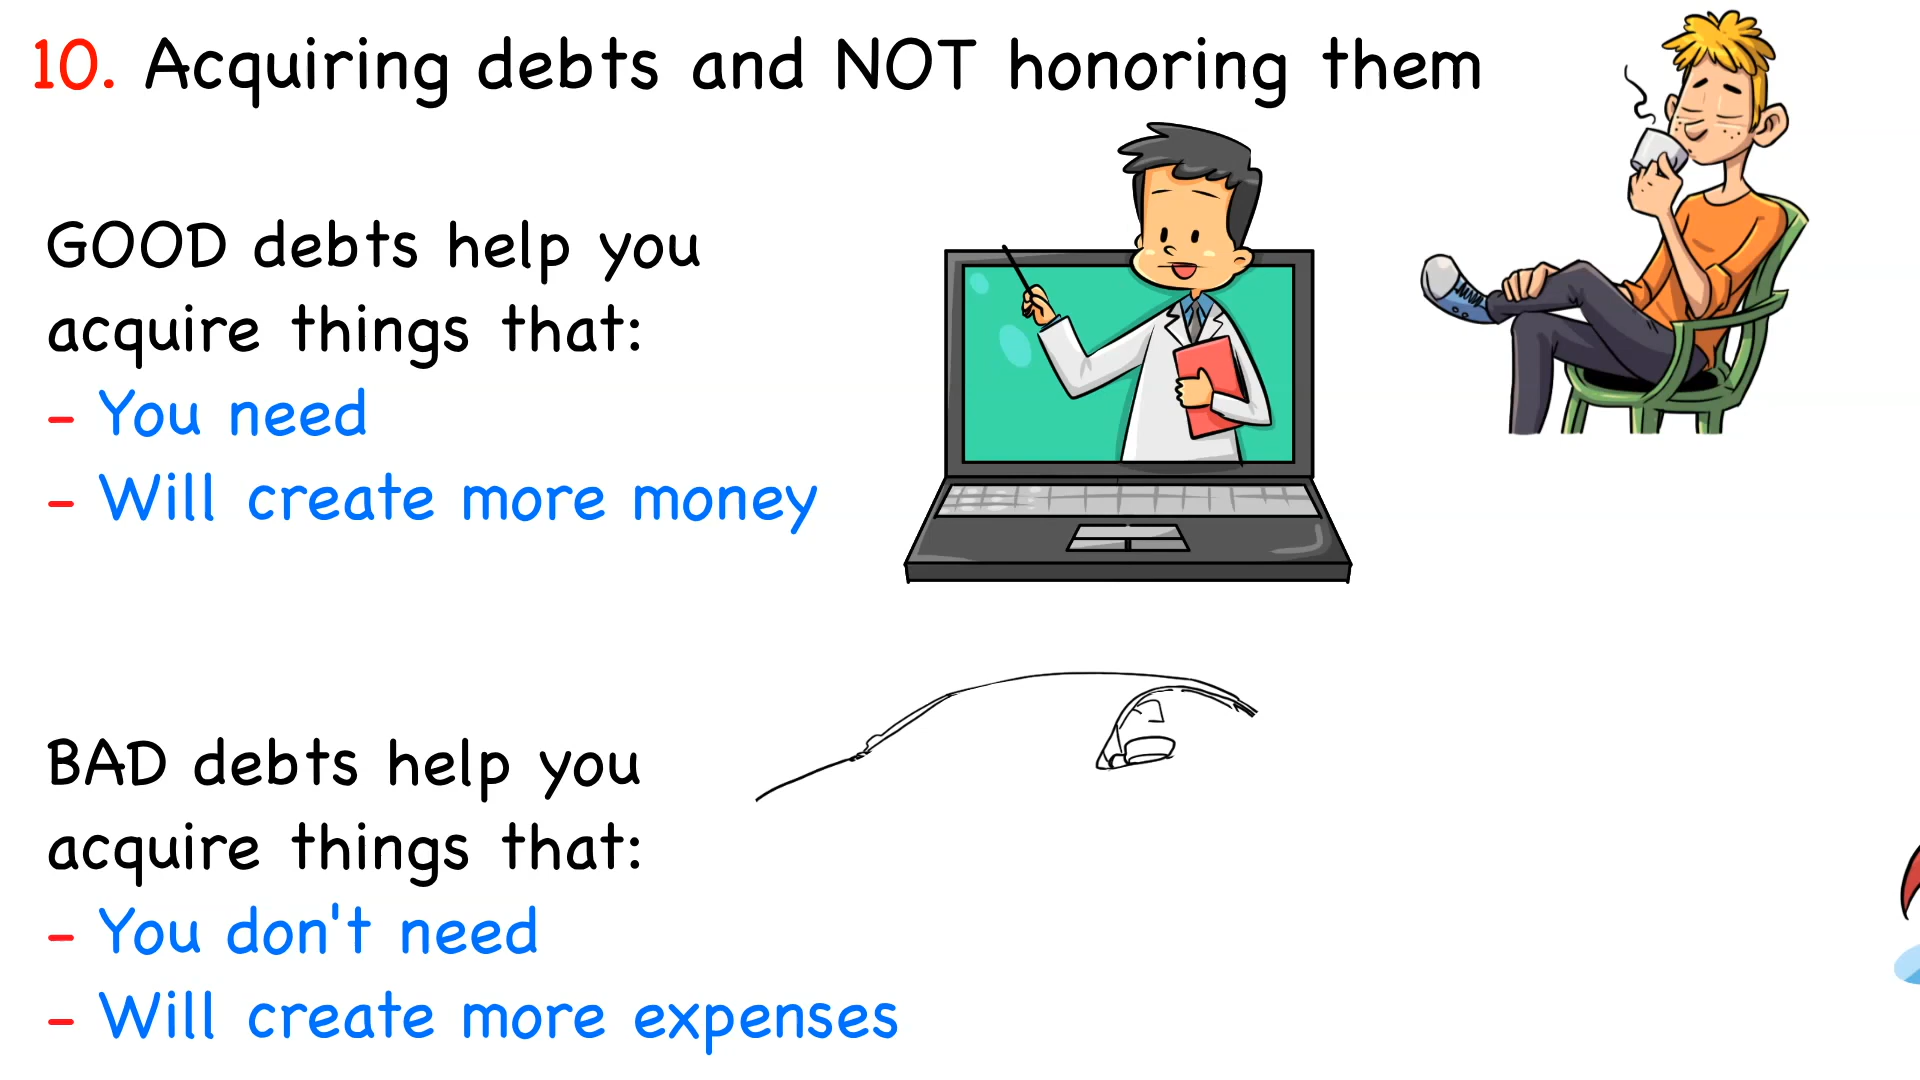 10. Acquiring debts and NOT honoring them
GOOD debts help you
acquire things that:
- You need
- Will create more money
BAD debts help you
acquire things that:
- You don't need
- Will create more expenses